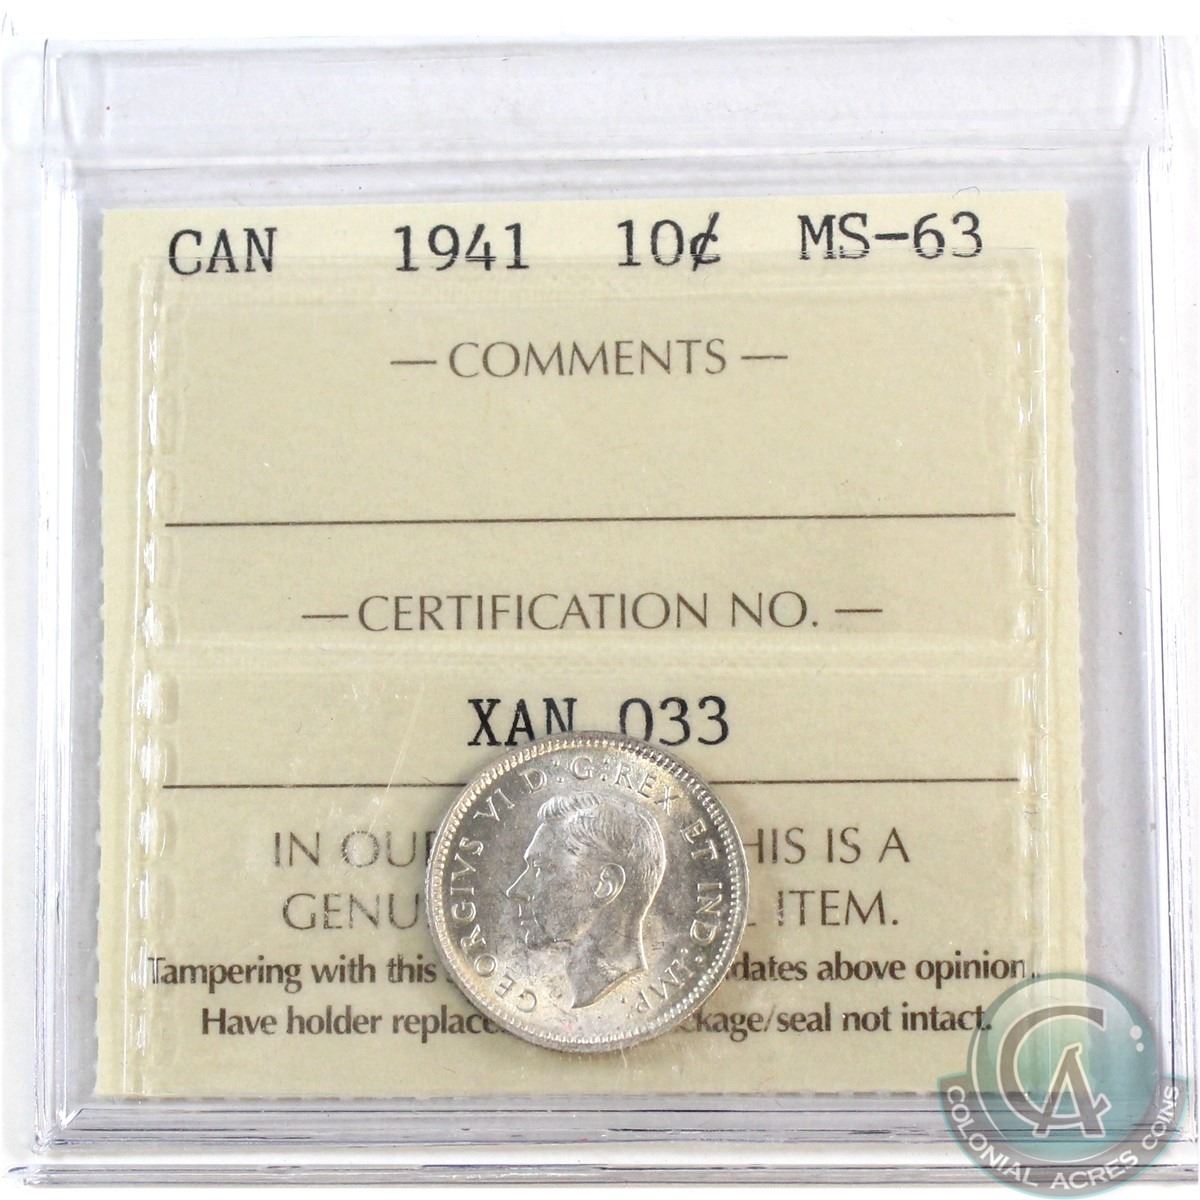 CAN 1941 10¢ MS-63
— COMMENTS —
— CERTIFICATION NO. —
XAN 033
IN OU HIS IS A
GENU ITEM.
Tampering with this dates above opinion.
Have holder replace kage/seal not intact.
GEORGIVS VI D:G:REX ET IND:IMP:
CA
COLONIAL ACRES COINS